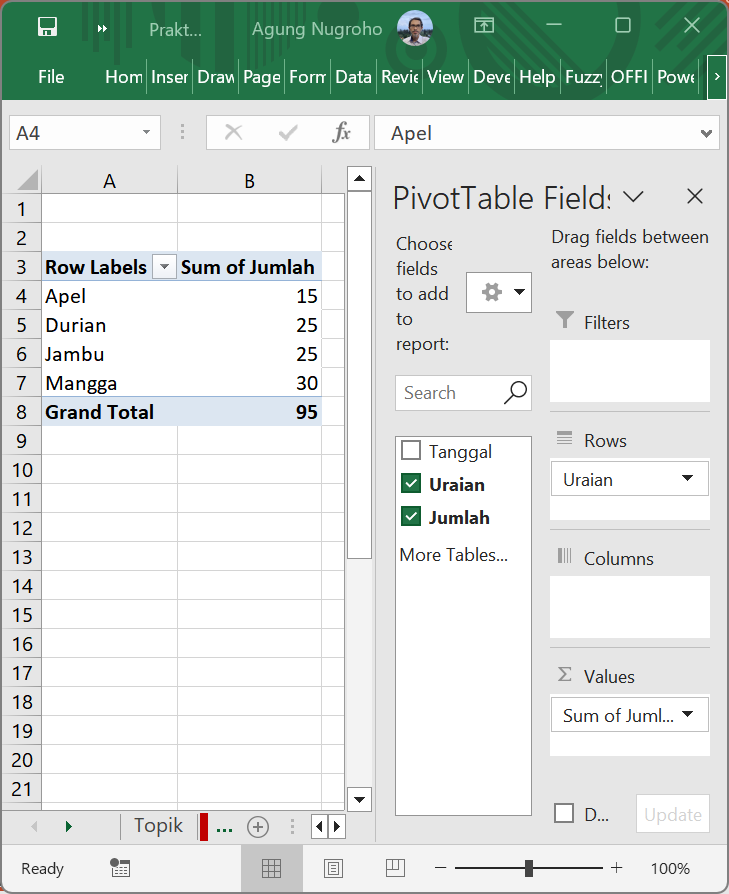 Prakt...
Agung Nugroho
File Hom Inser Draw Page Form Data Revie View Deve Help Fuzzy OFFI Powe
A4
fx
Apel
A B
1
2
3 Row Labels Sum of Jumlah
4 Apel 15
5 Durian 25
6 Jambu 25
7 Mangga 30
8 Grand Total 95
9
10
11
12
13
14
15
16
17
18
19
20
21
PivotTable Fields
Choose
fields
to add
to
report:
Search
Tanggal
Uraian
Jumlah
More Tables...
Drag fields between
areas below:
Filters
Rows
Uraian
Columns
Σ Values
Sum of Juml...
D...
Update
Topik
...
Ready
100%